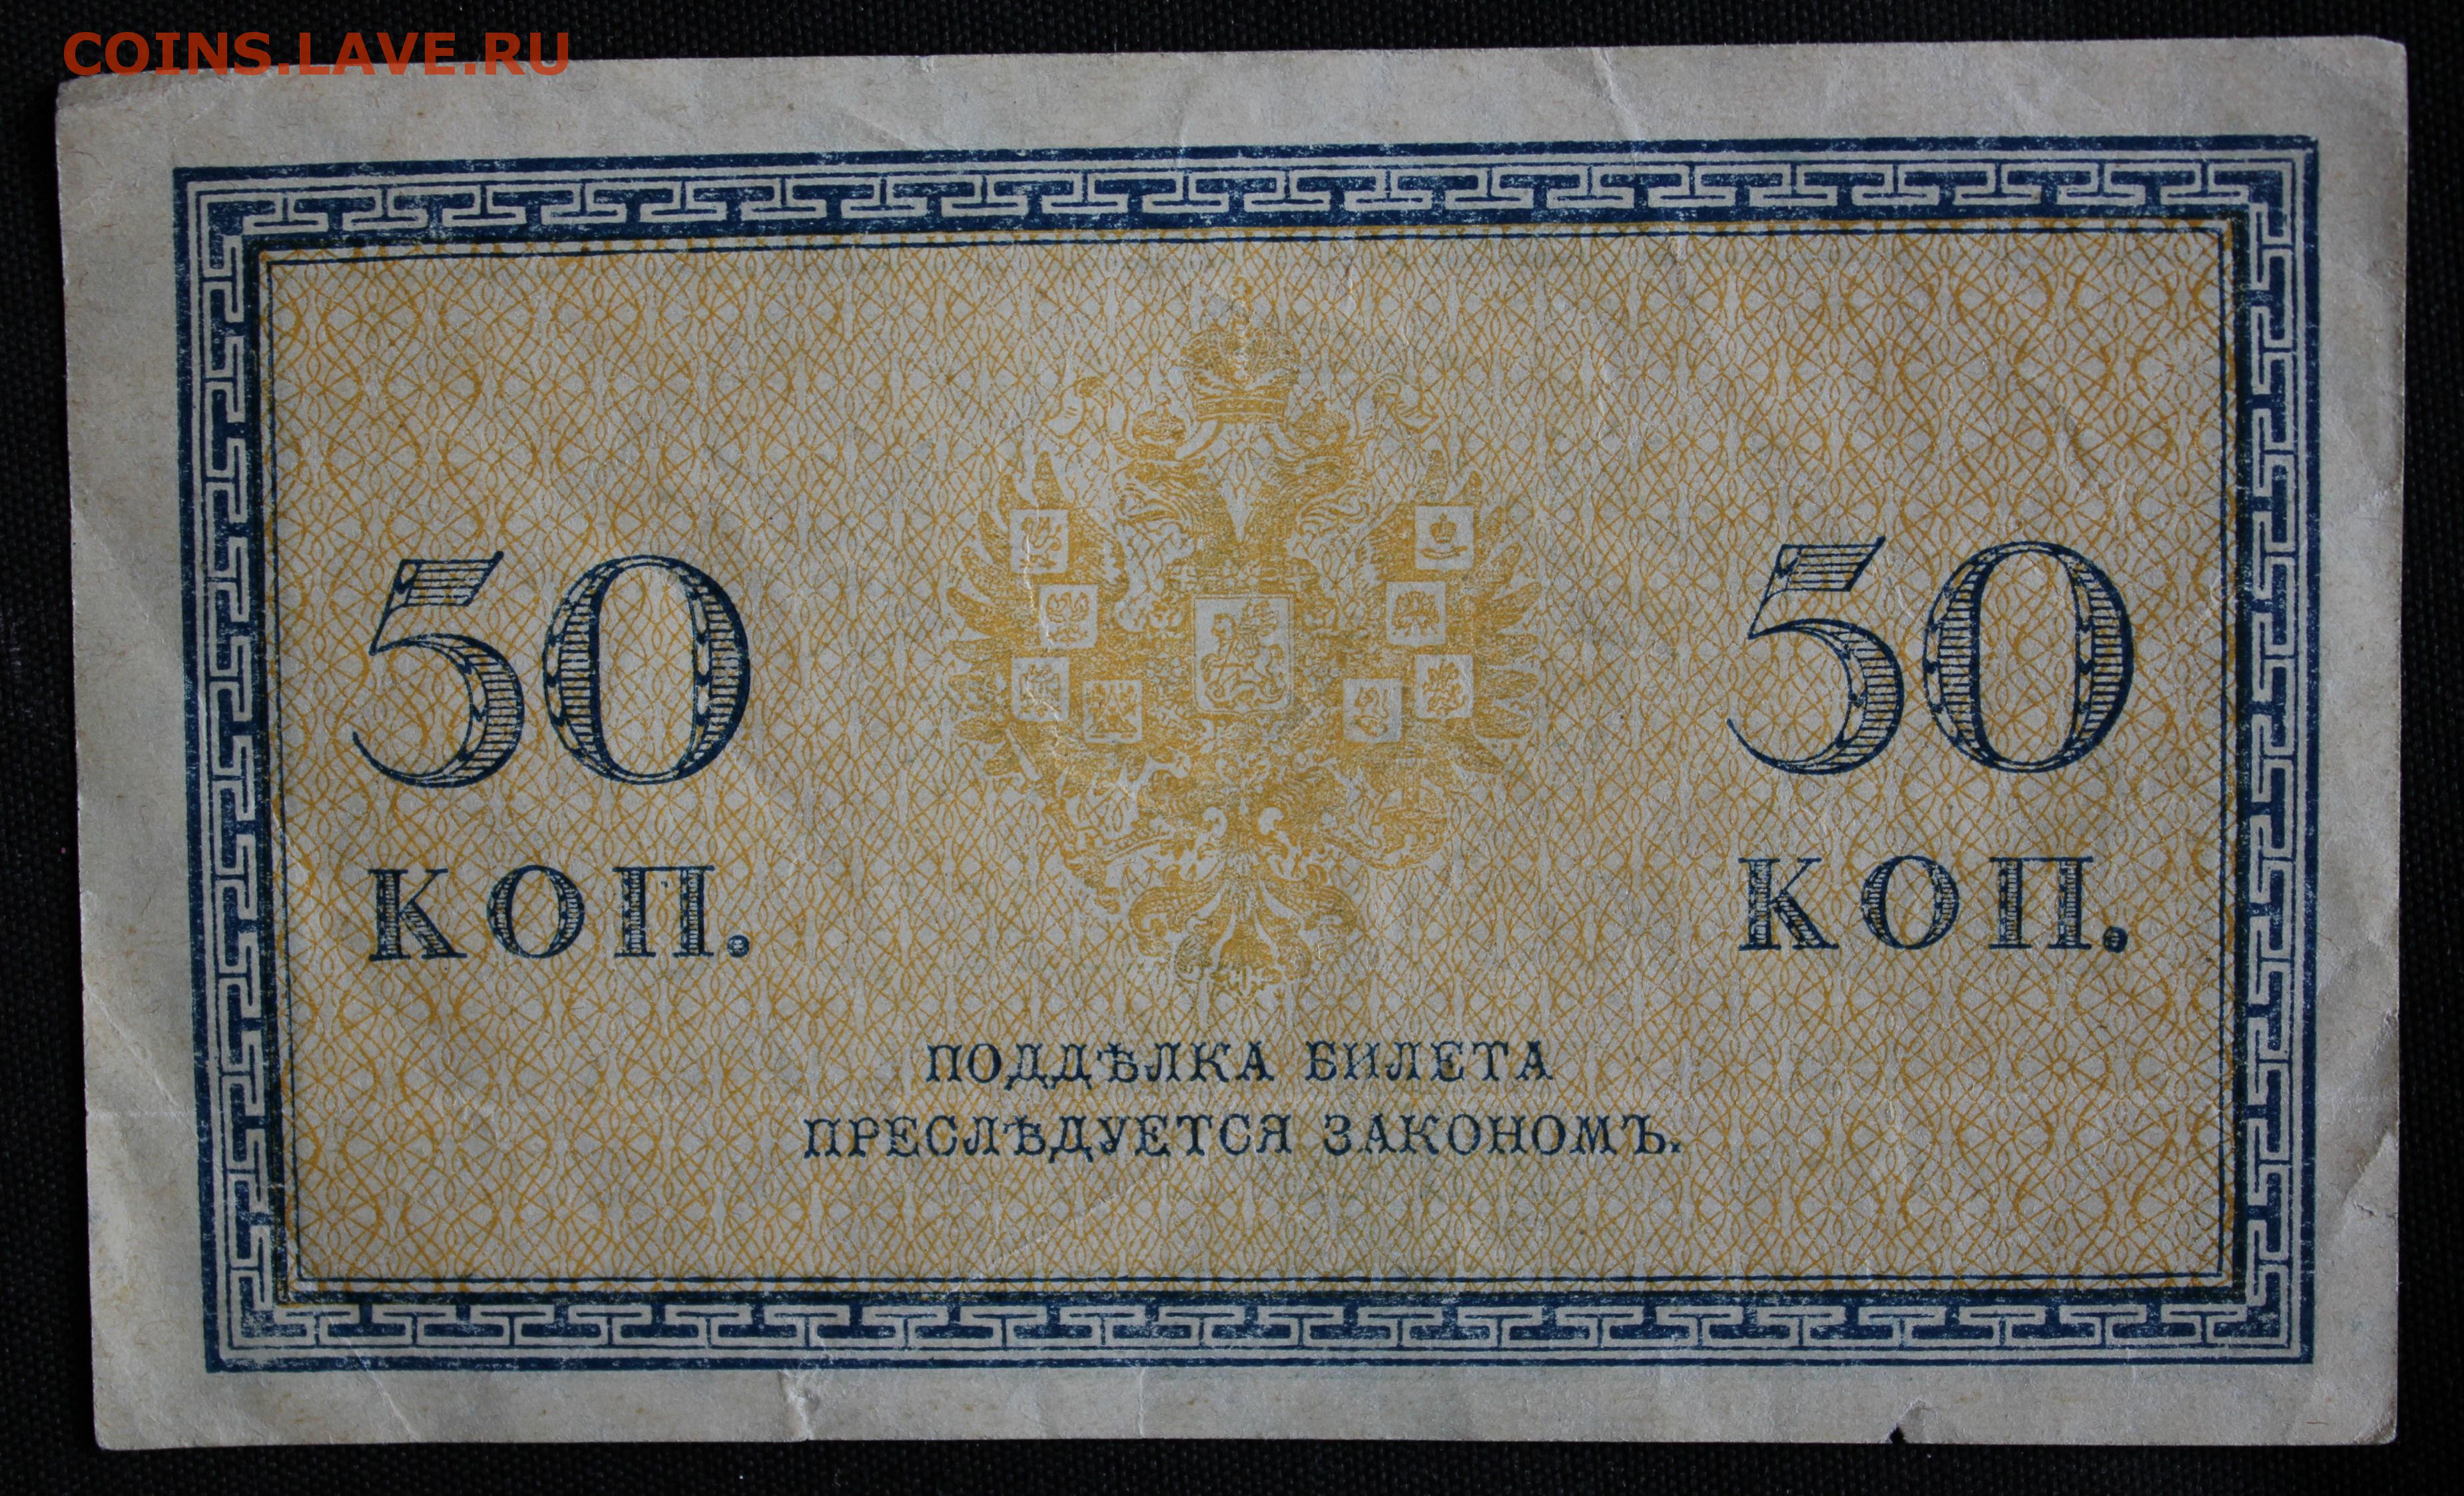 COINS.LAVE.RU
50 50
КОП. КОП.
ПОДДѢЛКА БИЛЕТА
ПРЕСЛѢДУЕТСЯ ЗАКОНОМЪ.